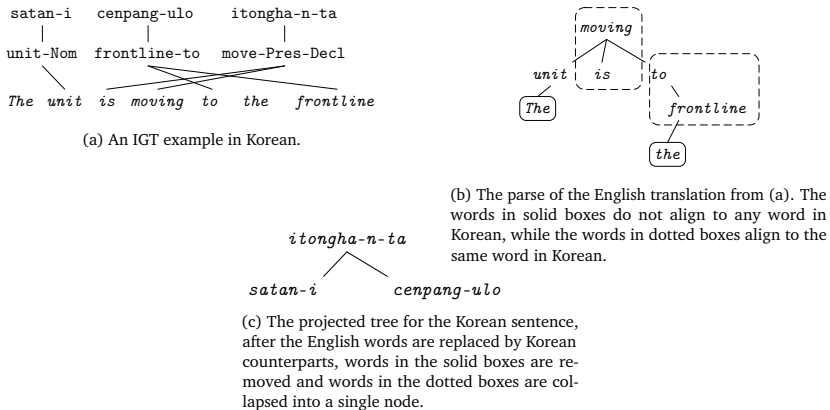 satan-i cenpang-ulo itongha-n-ta
unit-Nom frontline-to move-Pres-Decl
The unit is moving to the frontline
(a) An IGT example in Korean.
moving
unit is to
The frontline
the
(b) The parse of the English translation from (a). The
words in solid boxes do not align to any word in
Korean, while the words in dotted boxes align to the
same word in Korean.
itongha-n-ta
satan-i cenpang-ulo
(c) The projected tree for the Korean sentence,
after the English words are replaced by Korean
counterparts, words in the solid boxes are re-
moved and words in the dotted boxes are col-
lapsed into a single node.